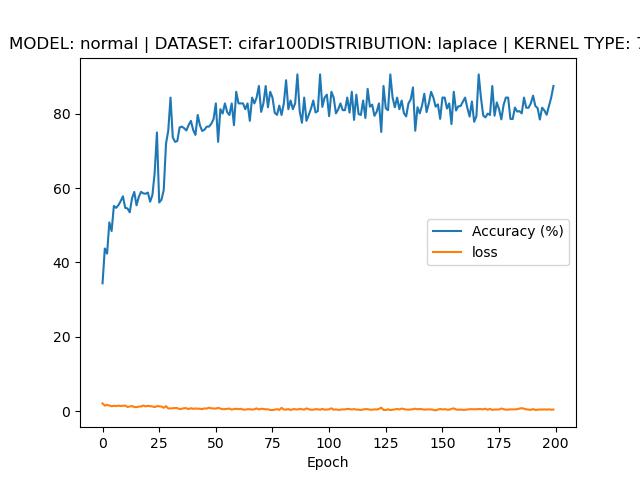 MODEL: normal | DATASET: cifar100DISTRIBUTION: laplace | KERNEL TYPE:
80
60
40
20
0
Accuracy (%)
loss
0 25 50 75 100 125 150 175 200
Epoch